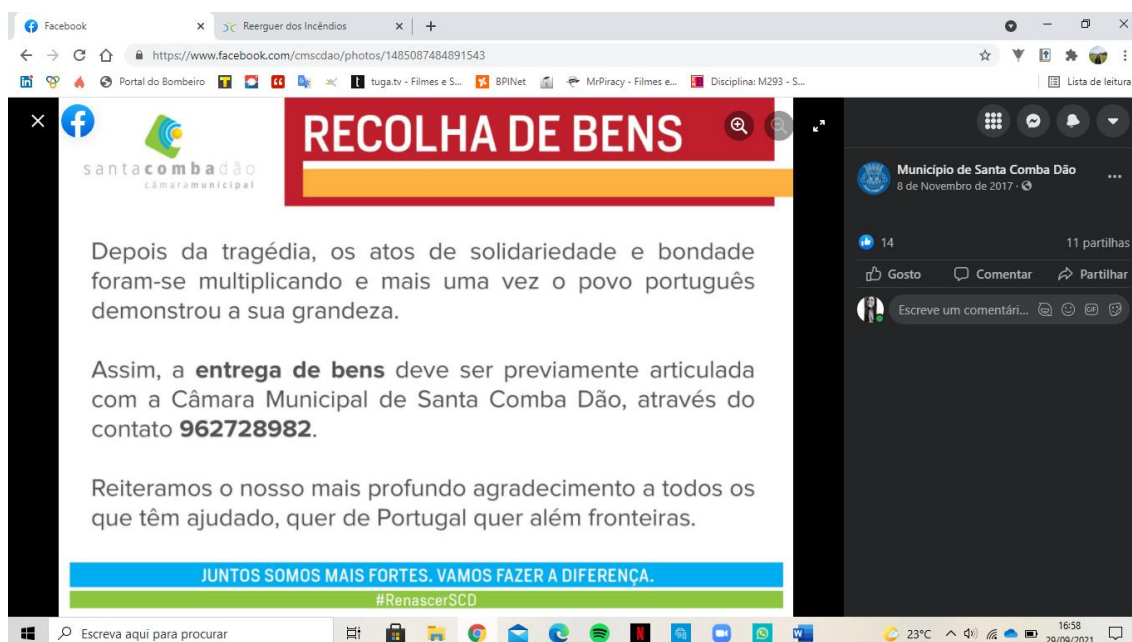 Facebook
Reerguer dos Incêndios
https://www.facebook.com/cmscdao/photos/1485087484891543
Portal do Bombeiro
tuga.tv - Filmes e S...
BPINet
MrPiracy - Filmes e...
Disciplina: M293 - S...
Lista de leitura
santacombadão
câmaramunicipal
RECOLHA DE BENS
Depois da tragédia, os atos de solidariedade e bondade
foram-se multiplicando e mais uma vez o povo português
demonstrou a sua grandeza.
Assim, a entrega de bens deve ser previamente articulada
com a Câmara Municipal de Santa Comba Dão, através do
contato 962728982.
Reiteramos o nosso mais profundo agradecimento a todos os
que têm ajudado, quer de Portugal quer além fronteiras.
JUNTOS SOMOS MAIS FORTES. VAMOS FAZER A DIFERENÇA.
#RenascerSCD
Município de Santa Comba Dão
8 de Novembro de 2017
14
11 partilhas
Gosto Comentar Partilhar
Escreve um comentári...
GIF
Escreva aqui para procurar
23°C
16:58
29/09/2021